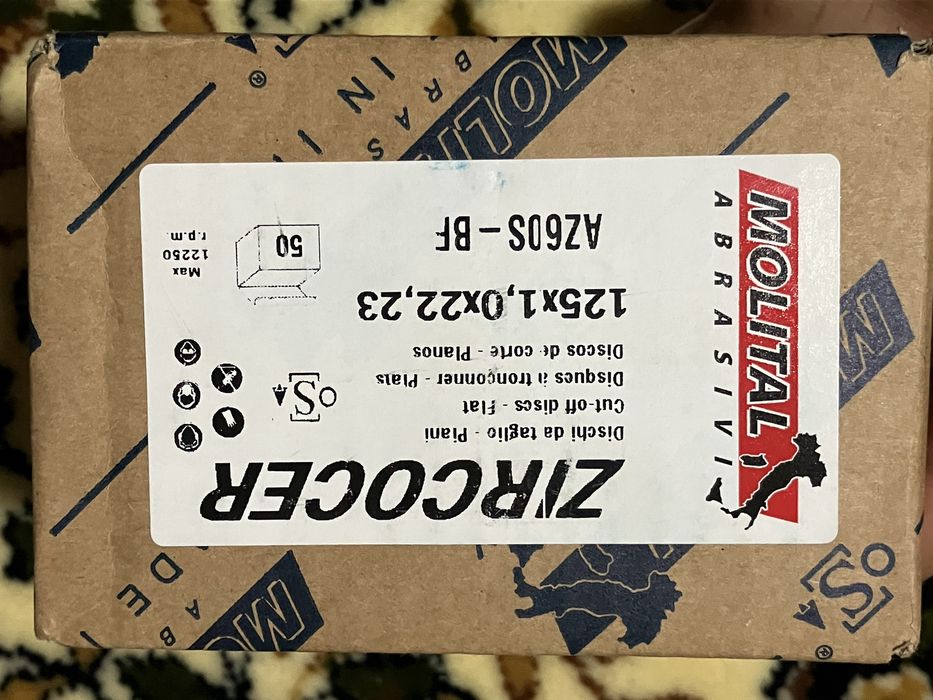 ZIRCOCER
Dischi da taglio - Piani
Cut-off discs - Flat
Disques à tronçonner - Plats
Discos de corte - Planos
125x1,0x22,23
AZ60S-BF
50
Max
12250
r.p.m.
oSA
MOLITAL
ABRASIVI